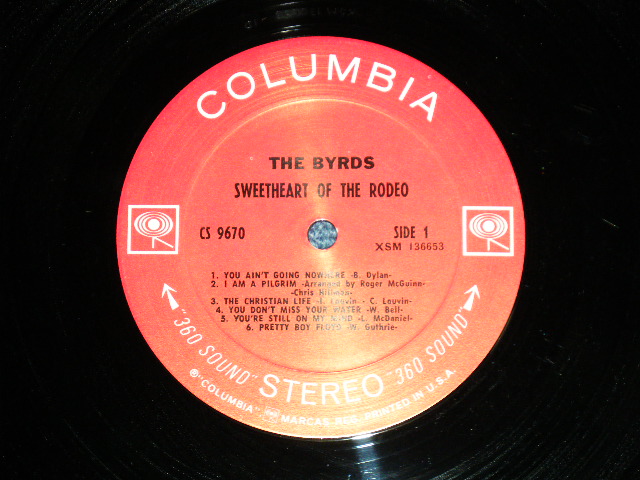 COLUMBIA
THE BYRDS
SWEETHEART OF THE RODEO
CS 9670
SIDE 1
XSM 136653
1. YOU AIN'T GOING NOWHERE -B. Dylan-
2. I AM A PILGRIM -Arranged by Roger McGuinn-
-Chris Hillman-
3. THE CHRISTIAN LIFE -I. Louvin - C. Louvin-
4. YOU DON'T MISS YOUR WATER -W. Bell-
5. YOU'RE STILL ON MY MIND -L. McDaniel-
6. PRETTY BOY FLOYD -W. Guthrie-
"360 SOUND" STEREO "360 SOUND"
® "COLUMBIA" MARCAS REG. PRINTED IN U.S.A.